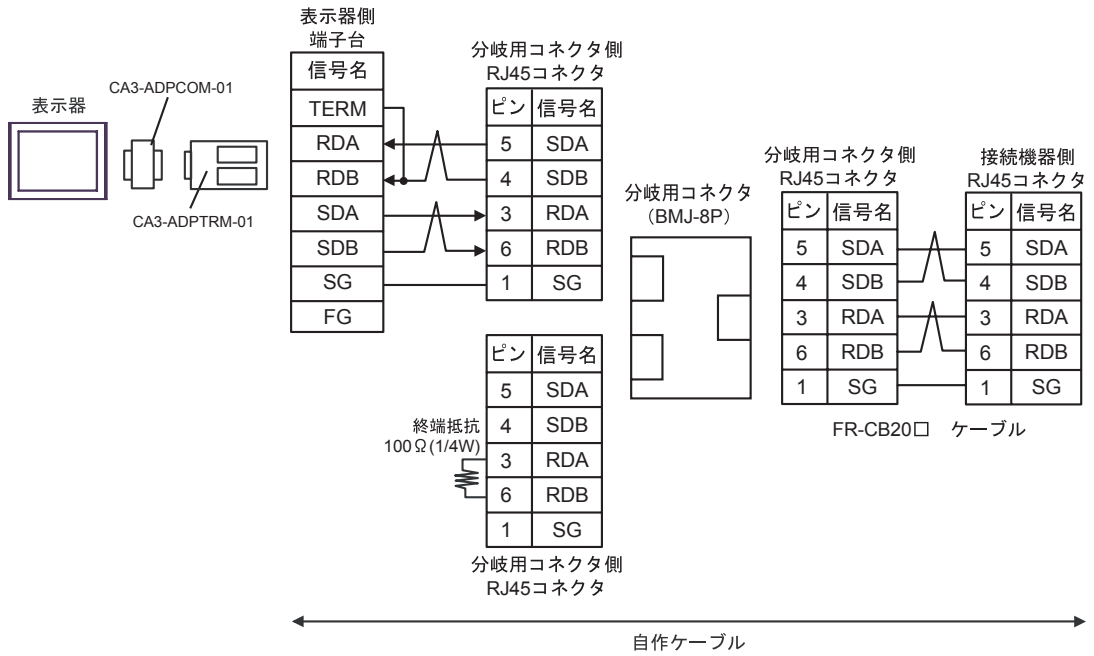 表示器
CA3-ADPCOM-01
CA3-ADPTRM-01
表示器側
端子台
信号名
TERM
RDA
RDB
SDA
SDB
SG
FG
分岐用コネクタ側
RJ45コネクタ
ピン 信号名
5 SDA
4 SDB
3 RDA
6 RDB
1 SG
終端抵抗
100Ω(1/4W)
ピン 信号名
5 SDA
4 SDB
3 RDA
6 RDB
1 SG
分岐用コネクタ側
RJ45コネクタ
分岐用コネクタ
(BMJ-8P)
分岐用コネクタ側
RJ45コネクタ
ピン 信号名
5 SDA
4 SDB
3 RDA
6 RDB
1 SG
接続機器側
RJ45コネクタ
ピン 信号名
5 SDA
4 SDB
3 RDA
6 RDB
1 SG
FR-CB20□ ケーブル
自作ケーブル